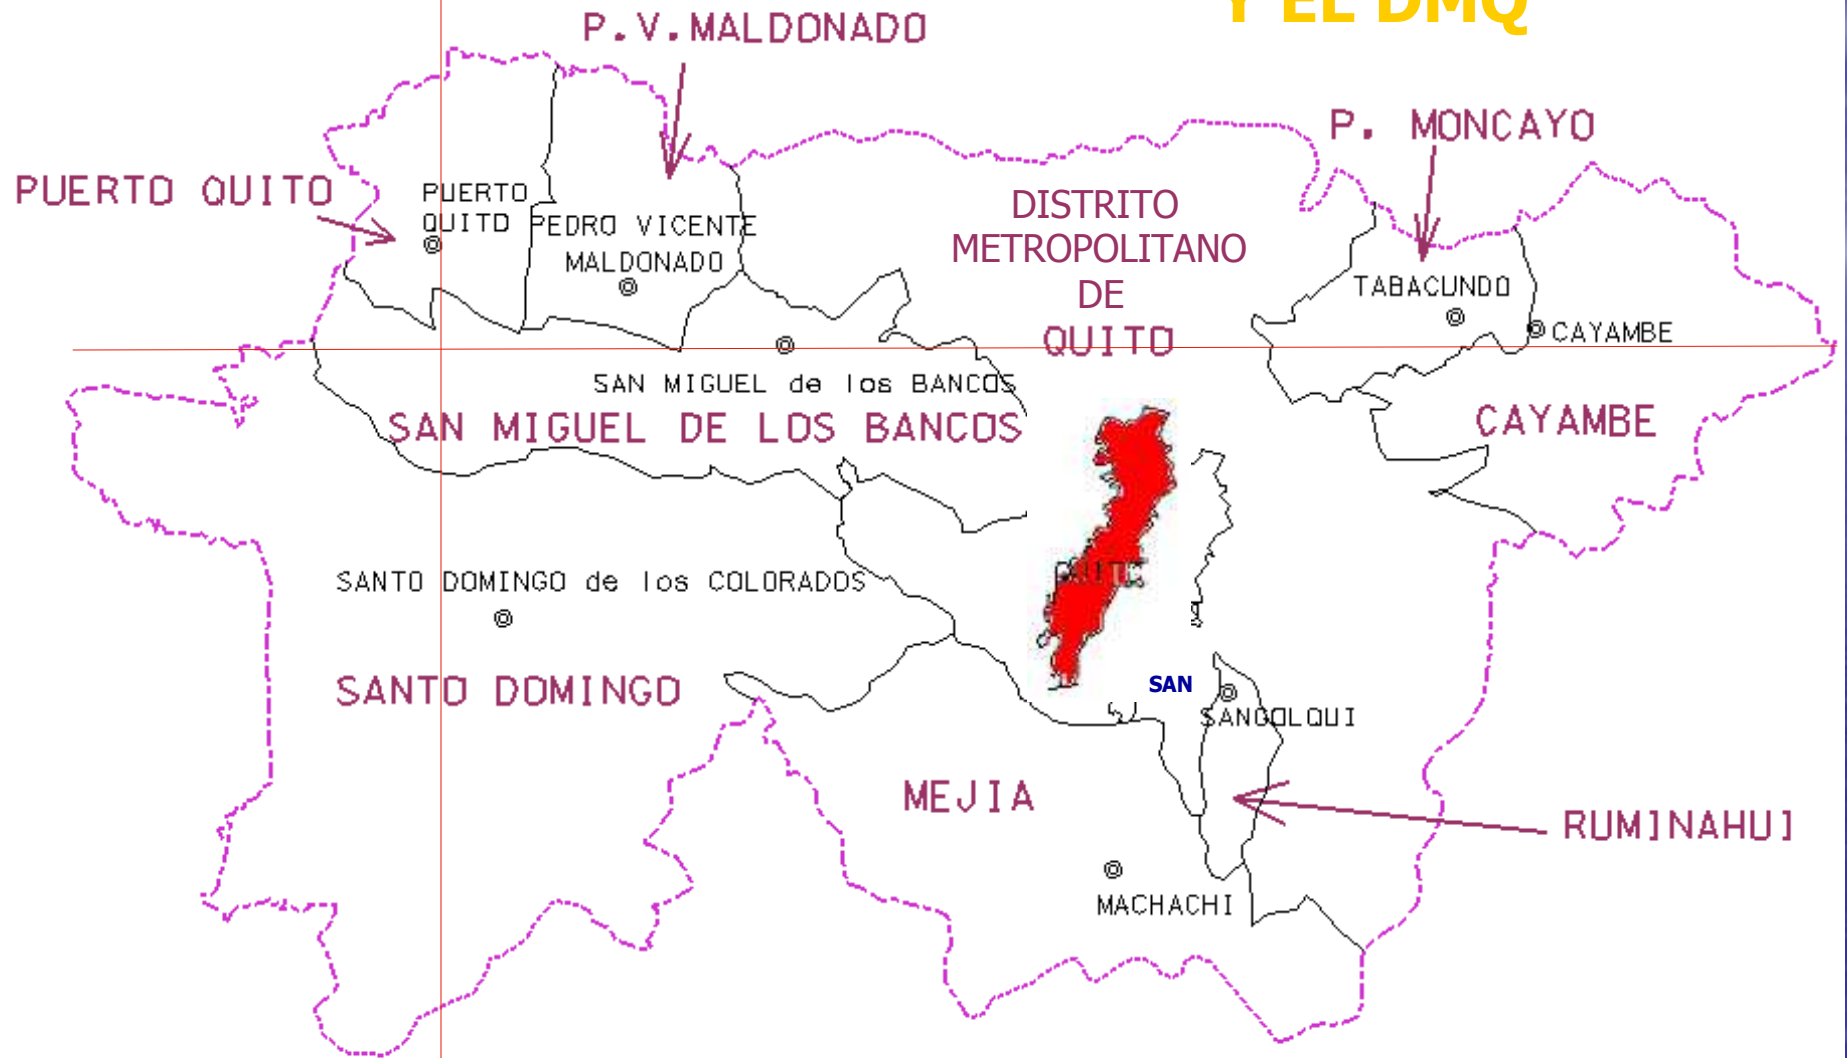 Y EL DMQ
P.V.MALDONADO
P. MONCAYO
PUERTO QUITO
PUERTO
QUITO
PEDRO VICENTE
MALDONADO
DISTRITO
METROPOLITANO
DE
QUITO
TABACUNDO
CAYAMBE
SAN MIGUEL de los BANCOS
SAN MIGUEL DE LOS BANCOS
CAYAMBE
QUITO
SANTO DOMINGO de los COLORADOS
SANTO DOMINGO
SAN
SANGOLQUI
MEJIA
RUMINAHUI
MACHACHI